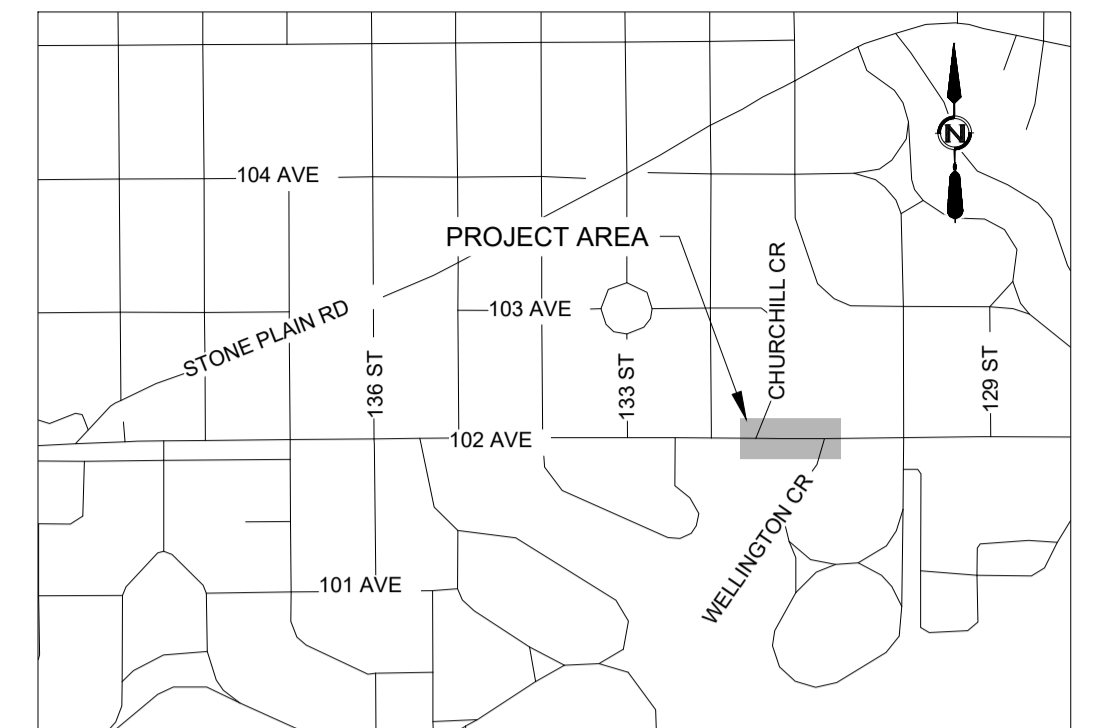 N
104 AVE
PROJECT AREA
CHURCHILL CR
103 AVE
STONE PLAIN RD
136 ST
133 ST
129 ST
102 AVE
WELLINGTON CR
101 AVE